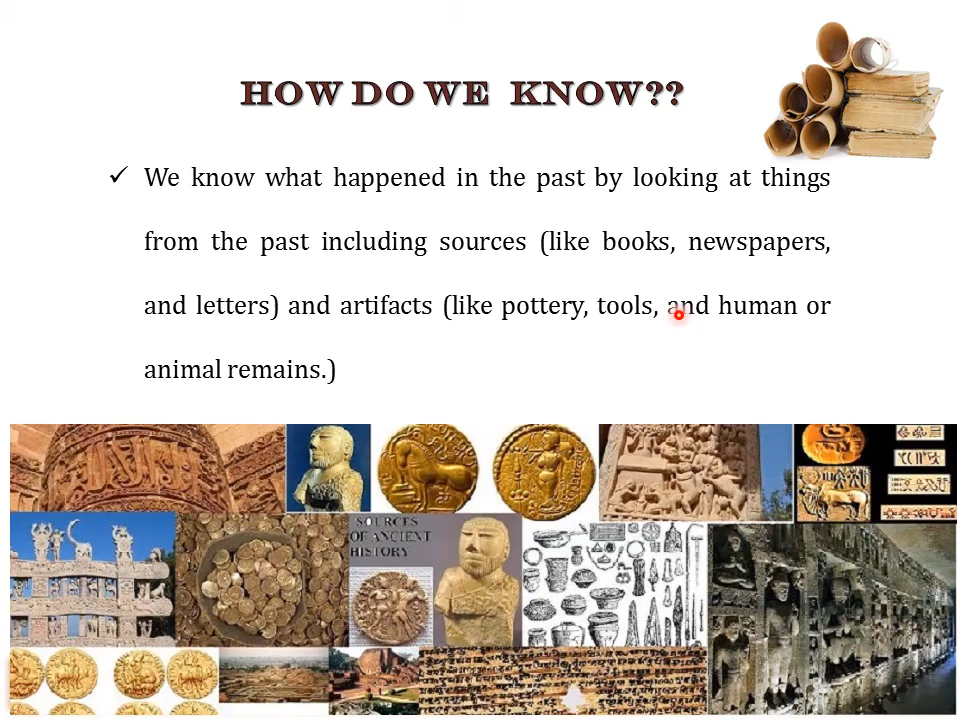 HOW DO WE KNOW??
✓ We know what happened in the past by looking at things
from the past including sources (like books, newspapers,
and letters) and artifacts (like pottery, tools, and human or
animal remains.)
SOURCES
OF ANCIENT
HISTORY